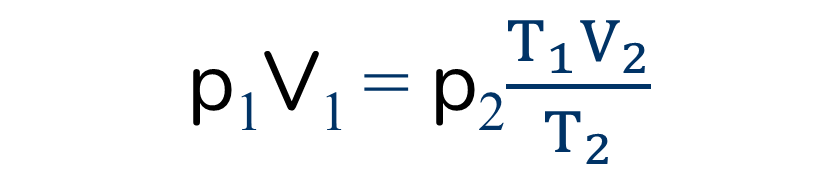 p₁V₁ = p₂ T₁V₂
T₂